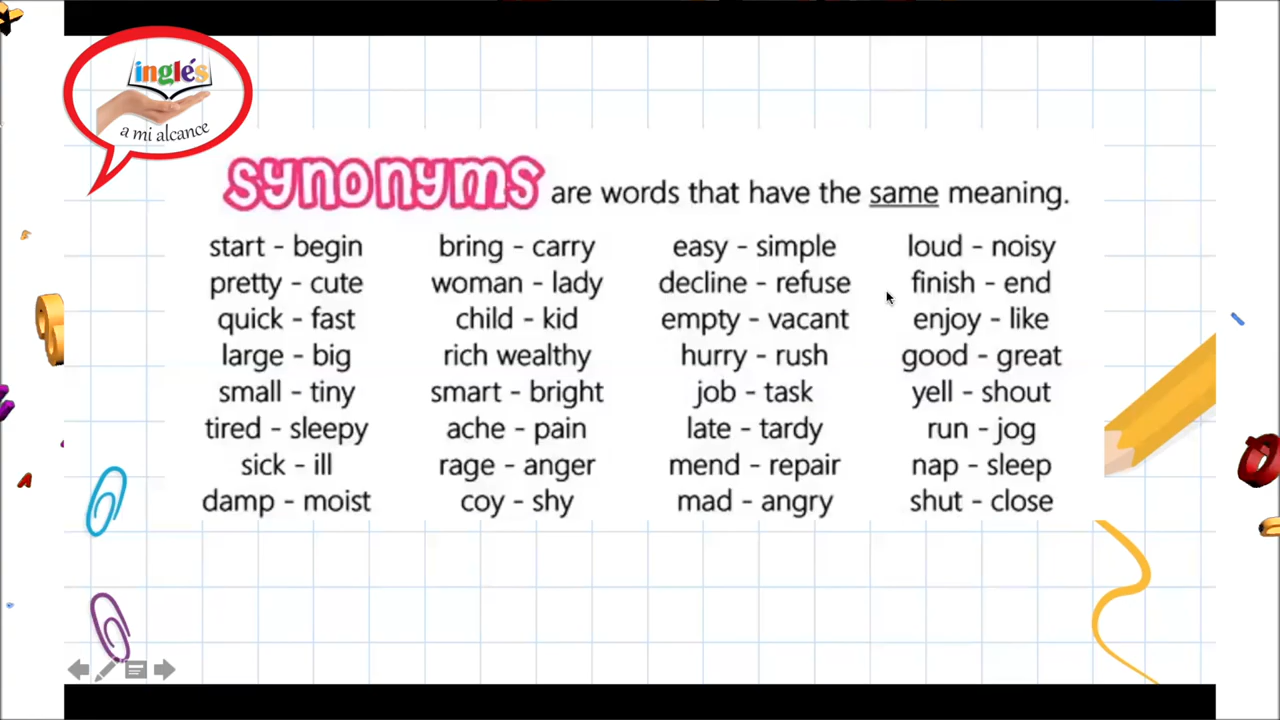 inglés
a mi alcance
synonyms are words that have the same meaning.
start - begin
pretty - cute
quick - fast
large - big
small - tiny
tired - sleepy
sick - ill
damp - moist
bring - carry
woman - lady
child - kid
rich wealthy
smart - bright
ache - pain
rage - anger
coy - shy
easy - simple
decline - refuse
empty - vacant
hurry - rush
job - task
late - tardy
mend - repair
mad - angry
loud - noisy
finish - end
enjoy - like
good - great
yell - shout
run - jog
nap - sleep
shut - close